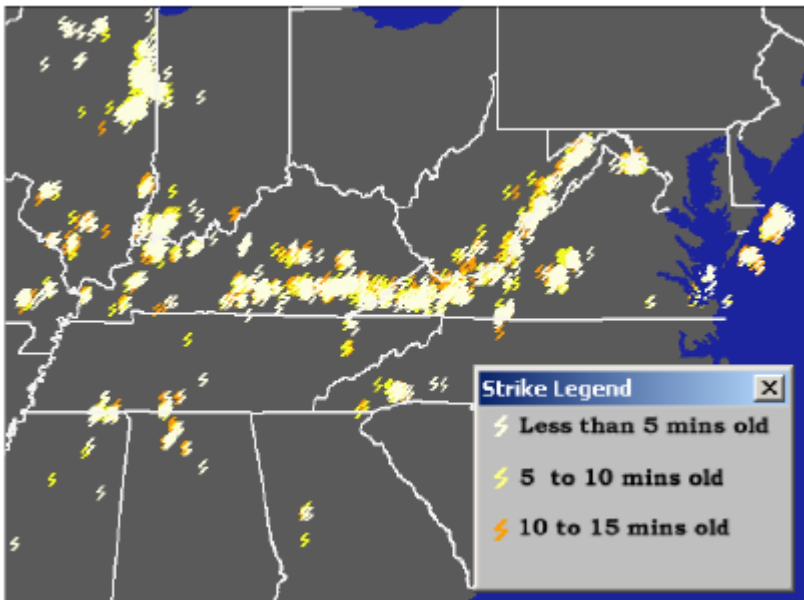 Strike Legend
Less than 5 mins old
5 to 10 mins old
10 to 15 mins old